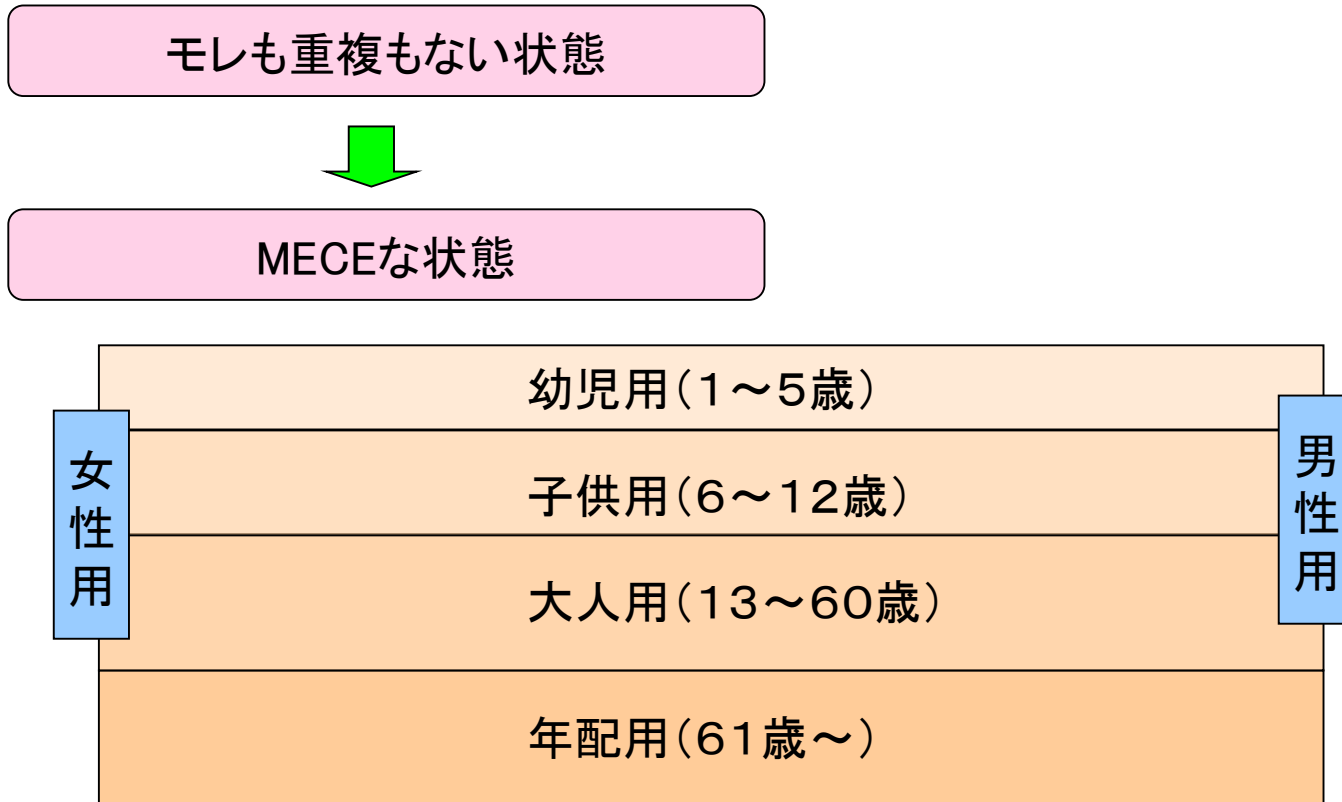 モレも重複もない状態
MECEな状態
幼児用(1~5歳)
女性用
男性用
子供用(6~12歳)
大人用(13~60歳)
年配用(61歳~)